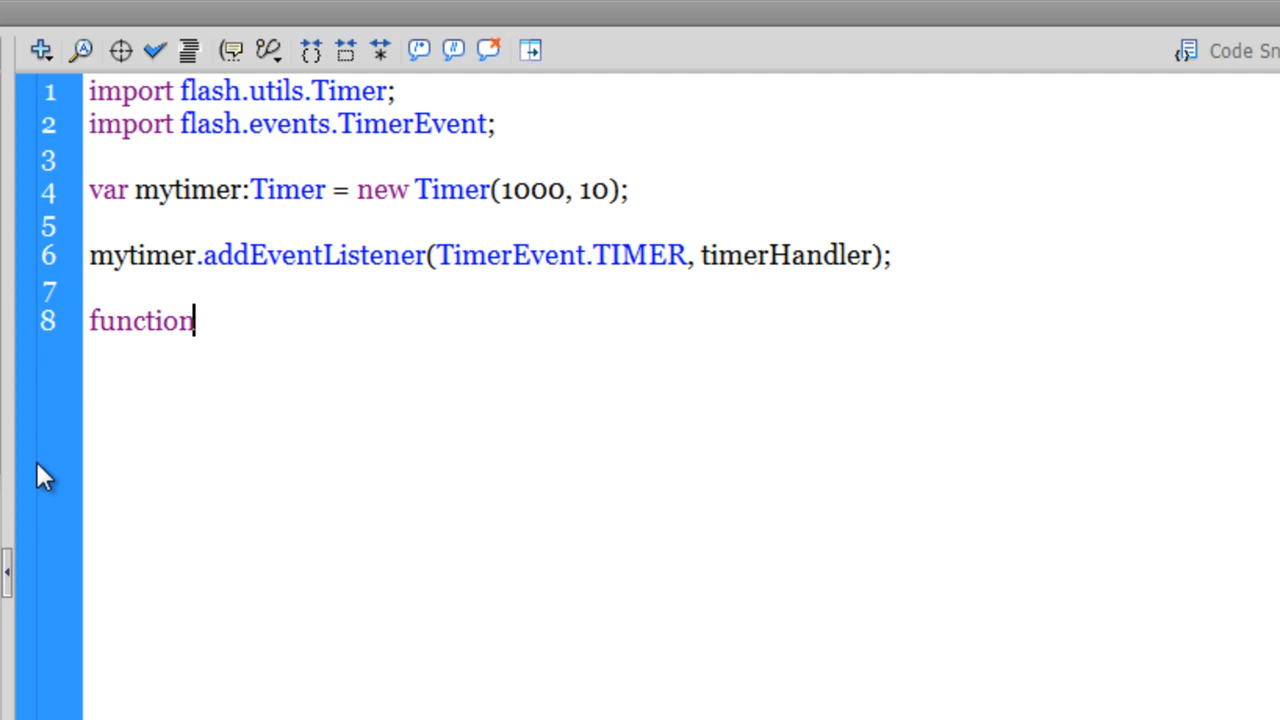 Code Sn
1 import flash.utils.Timer;
2 import flash.events.TimerEvent;
3
4 var mytimer:Timer = new Timer(1000, 10);
5
6 mytimer.addEventListener(TimerEvent.TIMER, timerHandler);
7
8 function